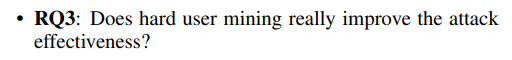 • RQ3: Does hard user mining really improve the attack
effectiveness?